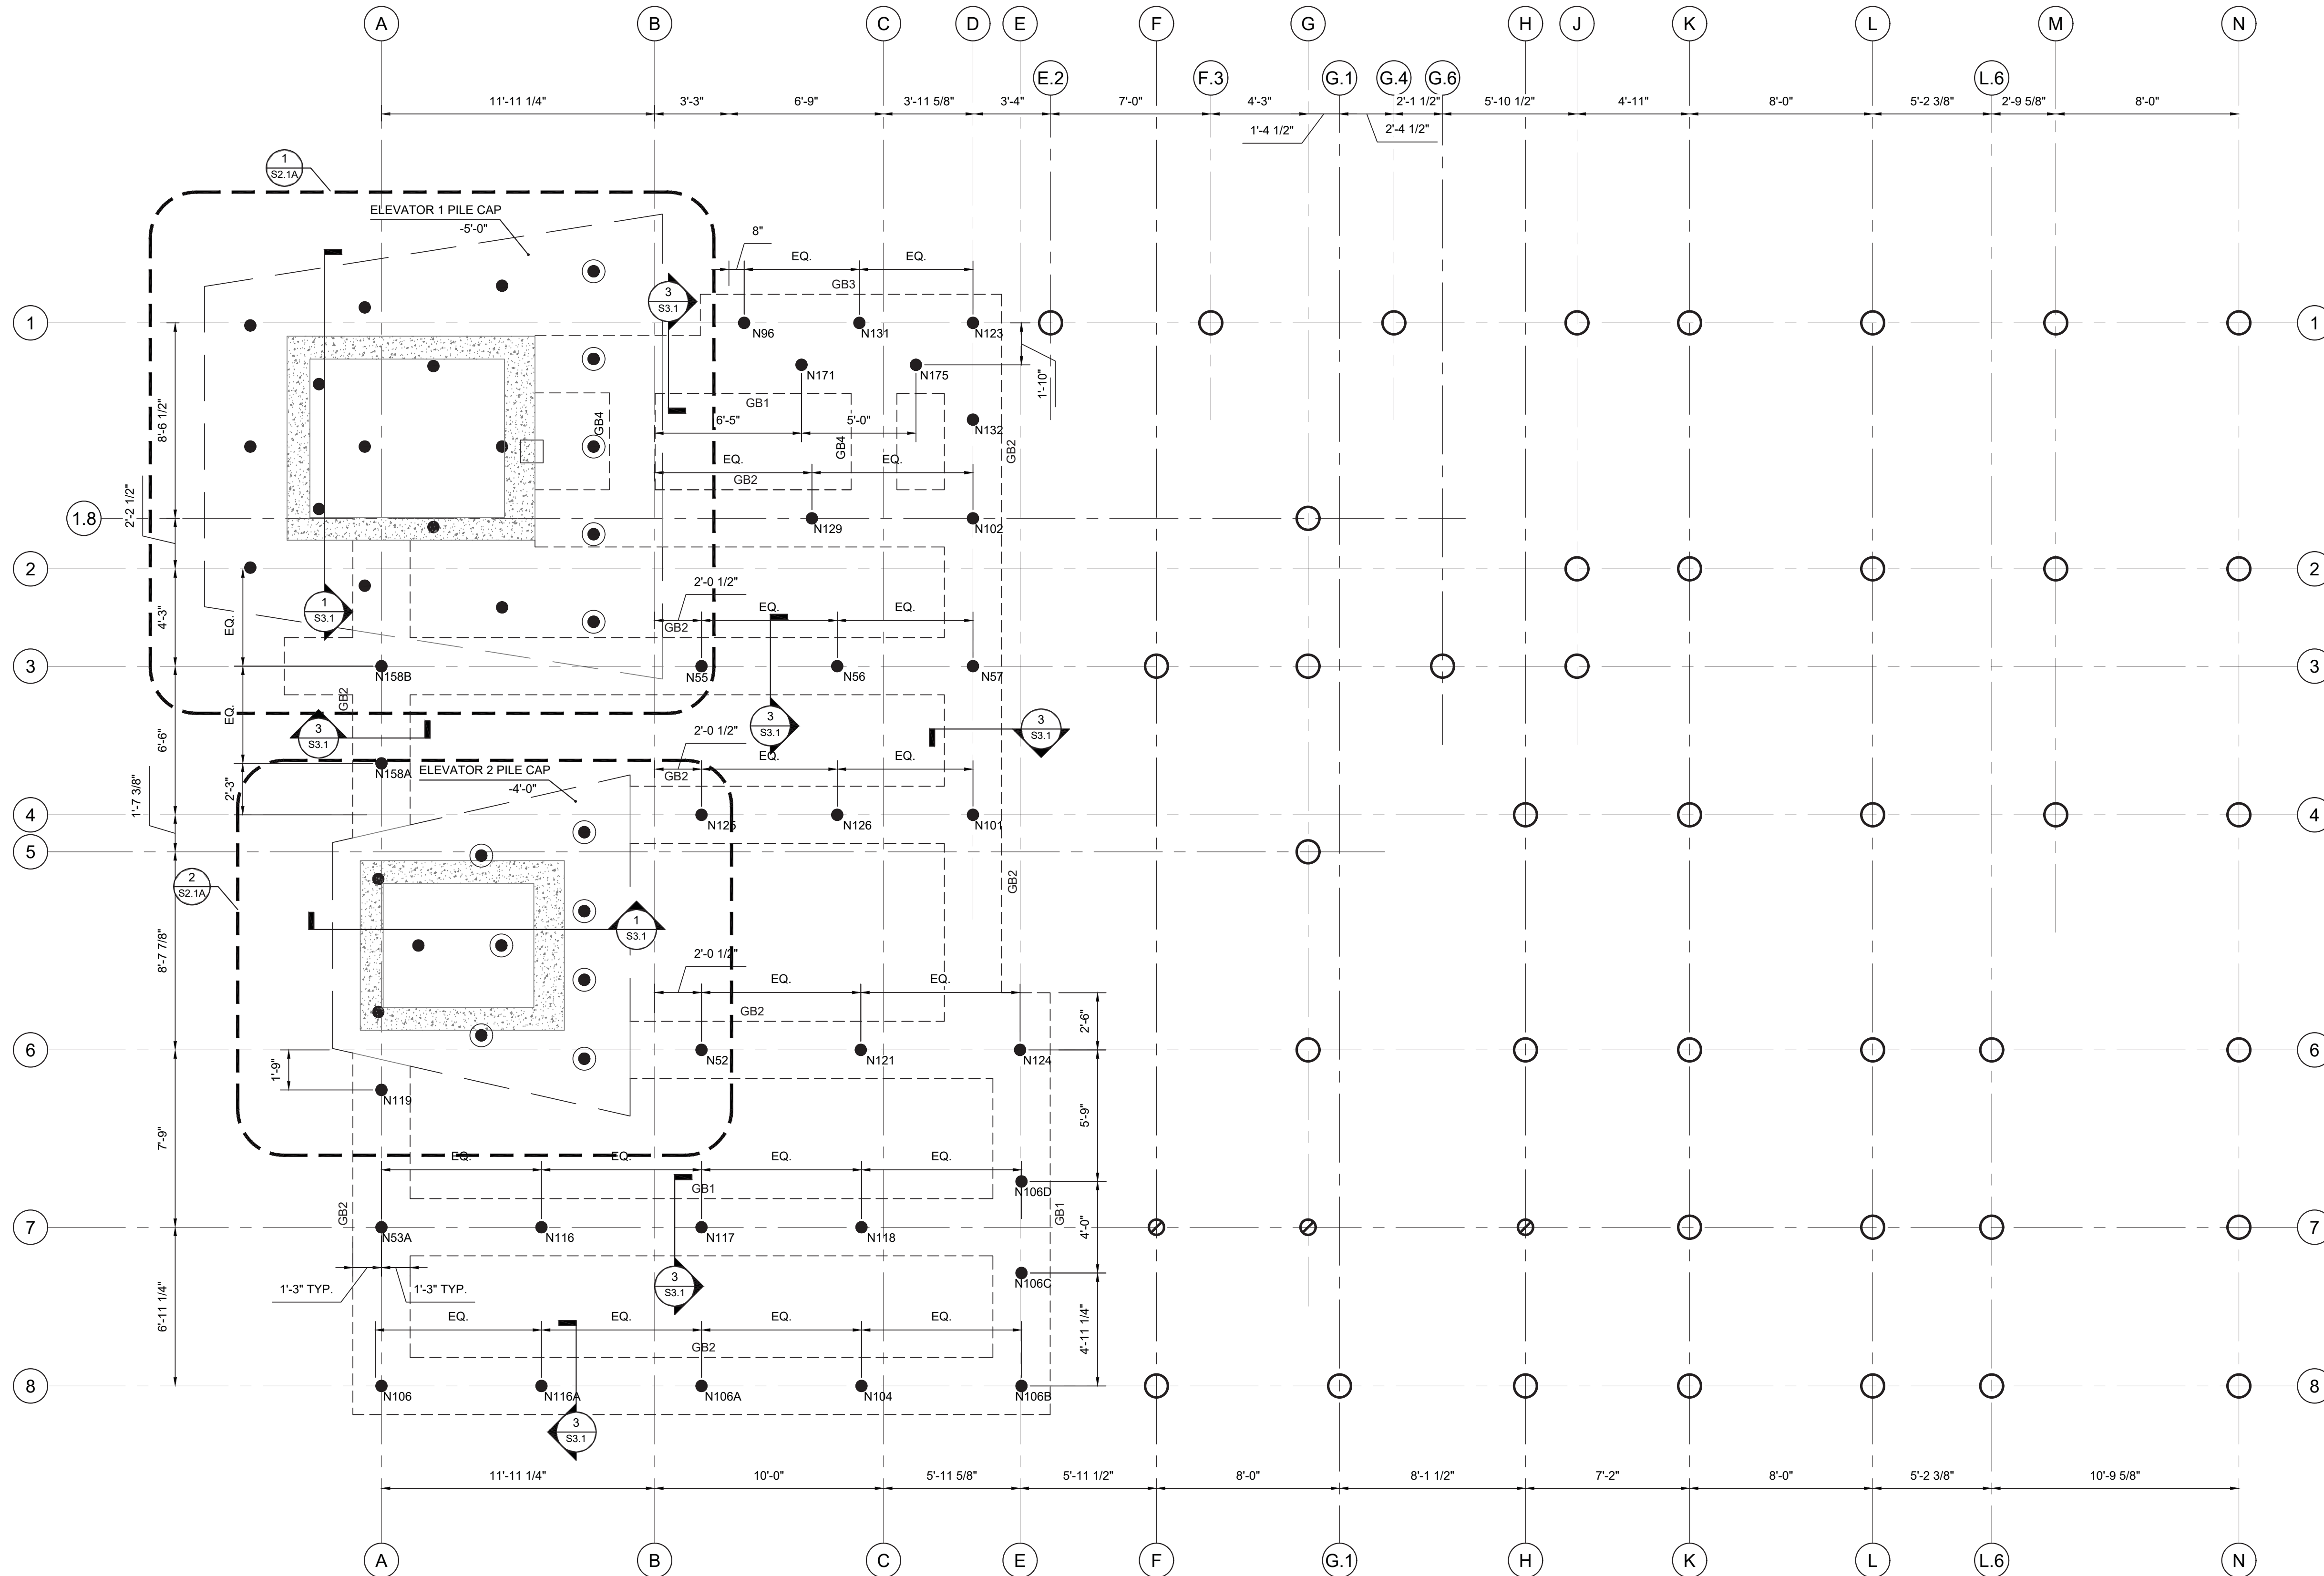 A B C D E F G H J K L M N
E.2 F.3 G.1 G.4 G.6 L.6
11'-11 1/4" 3'-3" 6'-9" 3'-11 5/8" 3'-4" 7'-0" 4'-3" 2'-1 1/2" 5'-10 1/2" 4'-11" 8'-0" 5'-2 3/8" 2'-9 5/8" 8'-0"
1'-4 1/2" 2'-4 1/2"
1
S2.1A
ELEVATOR 1 PILE CAP
-5'-0"
8"
EQ. EQ.
GB3
3
S3.1
1 1
N96 N131 N123
N171 N175
1'-10"
8'-6 1/2"
GB1
GB4
6'-5" 5'-0"
N132
GB4
GB2
EQ. EQ.
GB2
2'-2 1/2"
1.8
N129 N102
2 2
2'-0 1/2"
1
S3.1
4'-3"
EQ.
EQ. EQ.
GB2
3 3
N158B N55 N56 N57
GB2
EQ.
3
S3.1
3
S3.1
3
S3.1
6'-6"
2'-0 1/2"
EQ. EQ.
N158A
ELEVATOR 2 PILE CAP
GB2
-4'-0"
1'-7 3/8"
2'-3"
4 4
N125 N126 N101
5
2
S2.1A
GB2
1
S3.1
8'-7 7/8"
2'-0 1/2"
EQ. EQ.
GB2
2'-6"
6 6
N52 N121 N124
1'-9"
N119
5'-9"
7'-9"
EQ. EQ. EQ. EQ.
GB1
N106D
GB2
GB1
7 7
N53A N116 N117 N118
4'-0"
N106C
3
S3.1
1'-3" TYP. 1'-3" TYP.
6'-11 1/4"
EQ. EQ. EQ. EQ.
4'-11 1/4"
GB2
8 8
N106 N116A N106A N104 N106B
3
S3.1
11'-11 1/4" 10'-0" 5'-11 5/8" 5'-11 1/2" 8'-0" 8'-1 1/2" 7'-2" 8'-0" 5'-2 3/8" 10'-9 5/8"
A B C E F G.1 H K L L.6 N